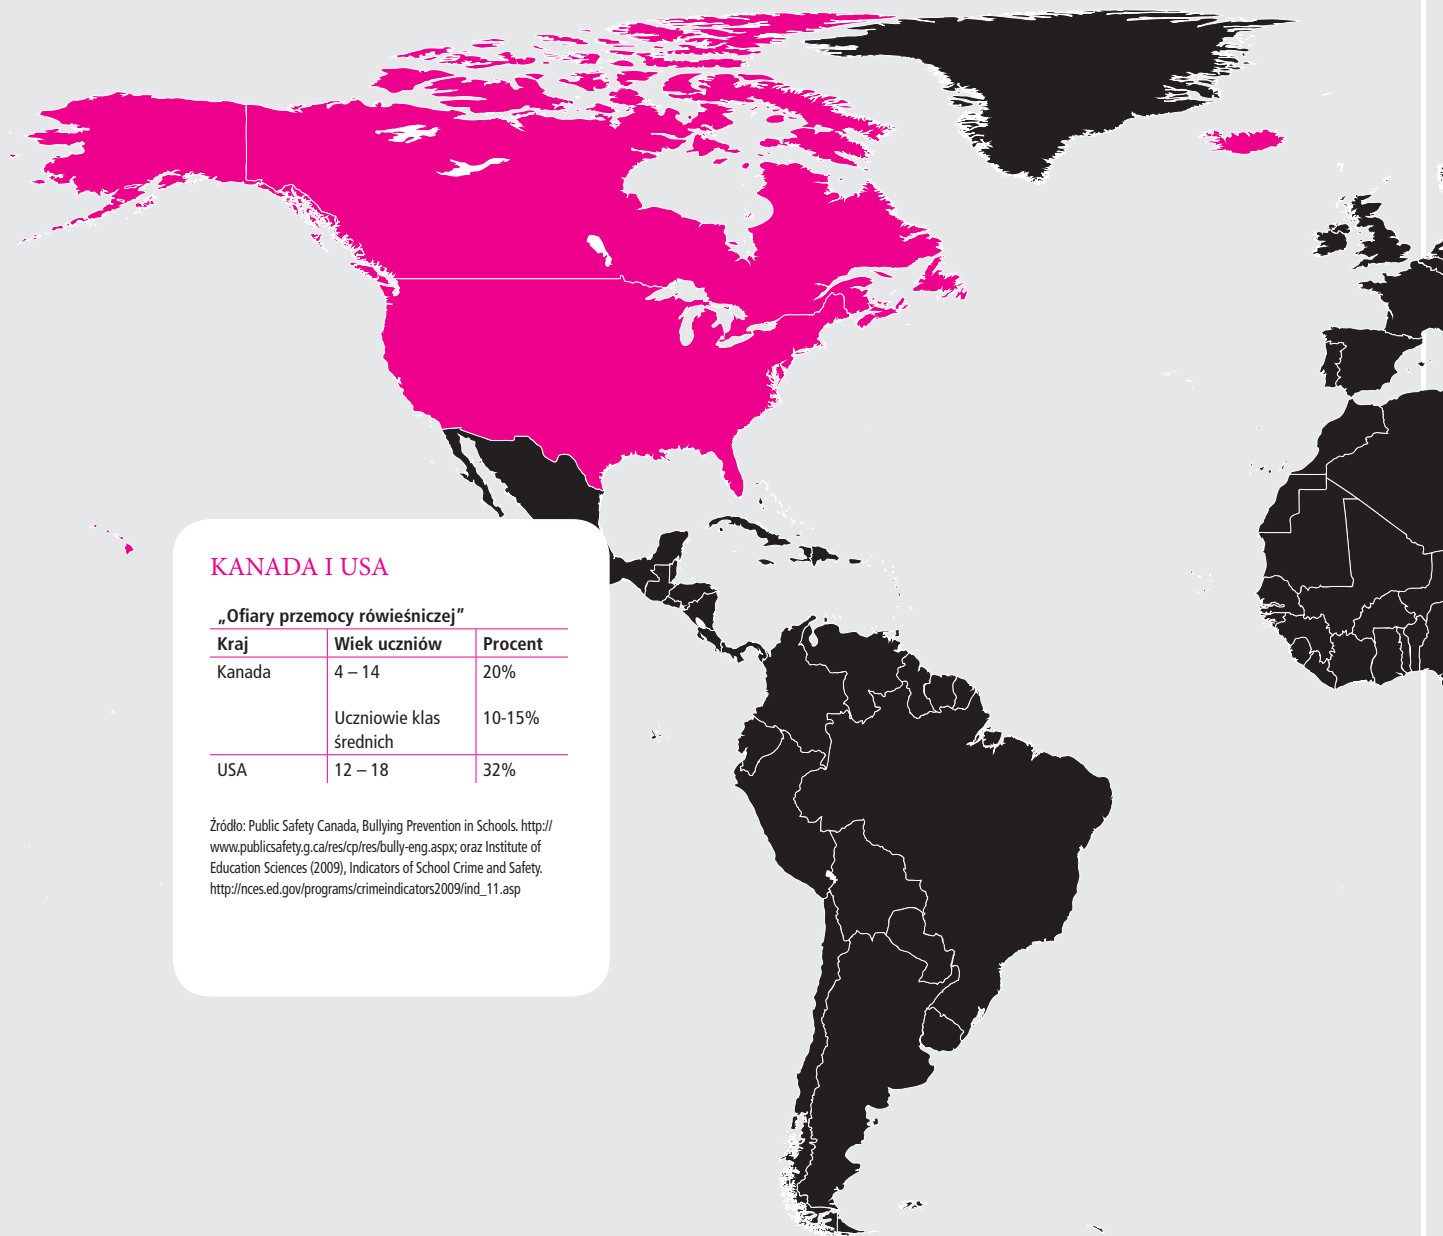 KANADA I USA
„Ofiary przemocy rówieśniczej”
Kraj Wiek uczniów Procent
Kanada 4 – 14 20%
Uczniowie klas 10-15%
średnich
USA 12 – 18 32%
Źródło: Public Safety Canada, Bullying Prevention in Schools. http://
www.publicsafety.g.ca/res/cp/res/bully-eng.aspx; oraz Institute of
Education Sciences (2009), Indicators of School Crime and Safety.
http://nces.ed.gov/programs/crimeindicators2009/ind_11.asp